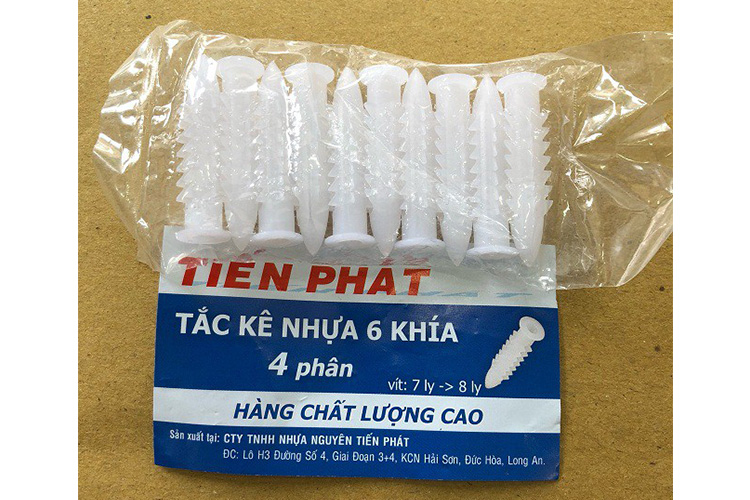 TIẾN PHÁT
TẮC KÊ NHỰA 6 KHÍA
4 phân
vít: 7 ly -> 8 ly
HÀNG CHẤT LƯỢNG CAO
Sản xuất tại: CTY TNHH NHỰA NGUYÊN TIẾN PHÁT
ĐC: Lô H3 Đường Số 4, Giai Đoạn 3+4, KCN Hải Sơn, Đức Hòa, Long An.